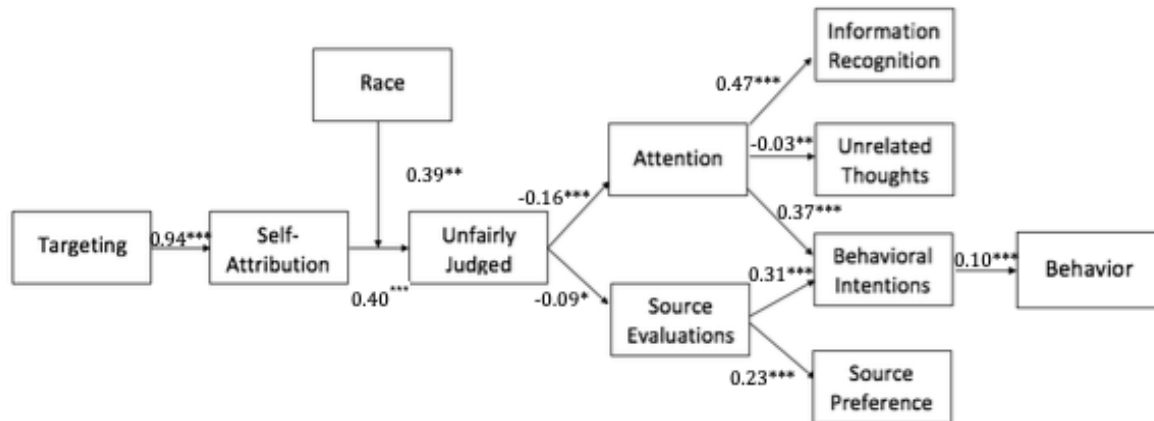 Information
Recognition
Race
0.47***
Attention
-0.03**
Unrelated
Thoughts
0.39**
-0.16***
0.37***
Targeting
0.94***
Self-
Attribution
Unfairly
Judged
Behavioral
Intentions
0.10***
Behavior
0.40***
-0.09*
0.31***
Source
Evaluations
0.23***
Source
Preference